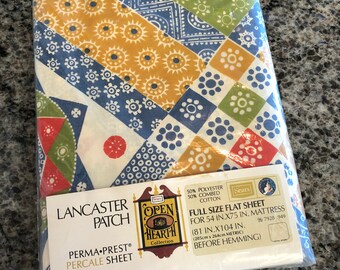 LANCASTER
PATCH
PERMA·PREST®
PERCALE SHEET
OPEN
HEARTH
Collection
50% POLYESTER
50% COMBED
COTTON
FULL SIZE FLAT SHEET
FOR 54 IN.X75 IN. MATTRESS
(81 IN.X104 IN.
BEFORE HEMMING)